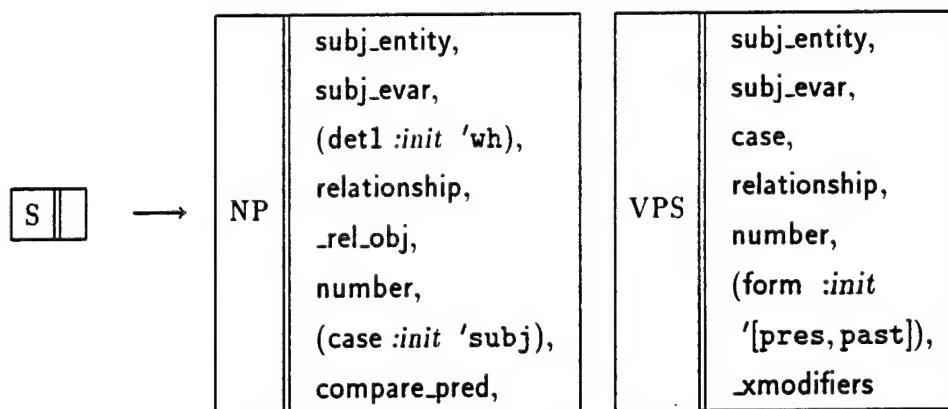 S ⟶
NP
subj_entity,
subj_evar,
(det1 :init 'wh),
relationship,
_rel_obj,
number,
(case :init 'subj),
compare_pred,
VPS
subj_entity,
subj_evar,
case,
relationship,
number,
(form :init
'[pres, past]),
_xmodifiers